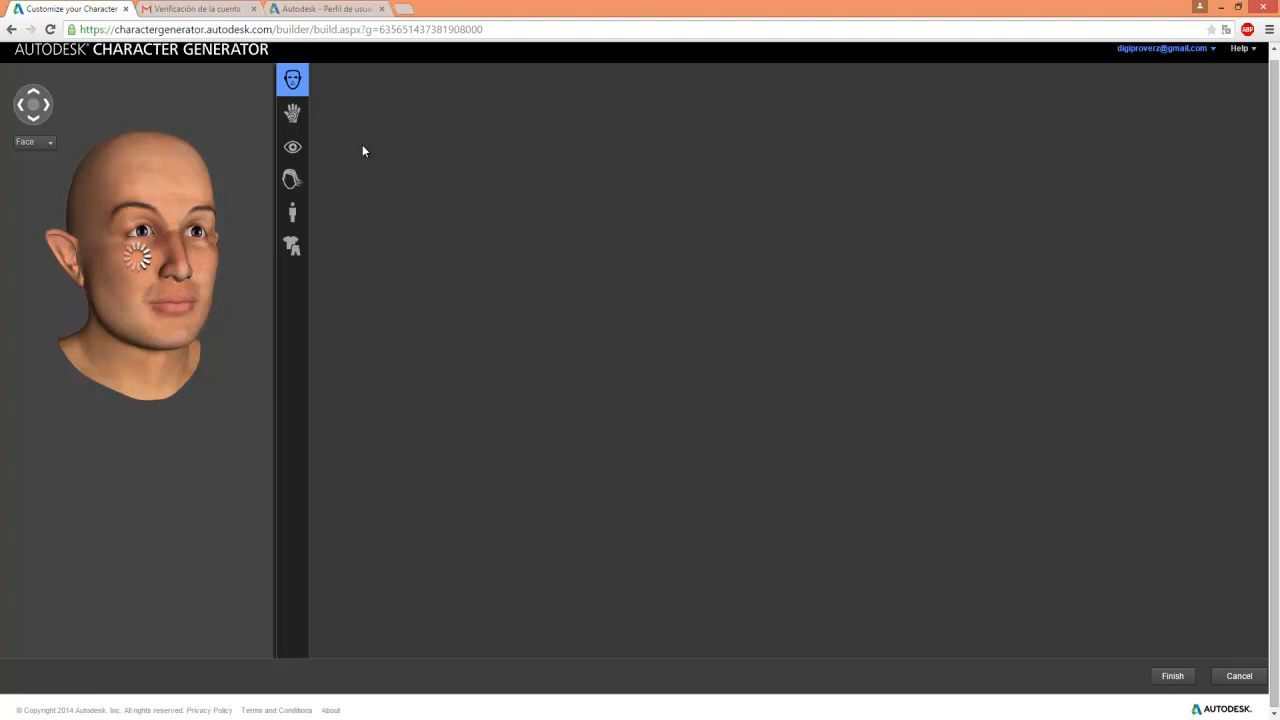 Customize your Character
Verificación de la cuenta
Autodesk - Perfil de usua
https://charactergenerator.autodesk.com/builder/build.aspx?g=635651437381908000
ABP
AUTODESK® CHARACTER GENERATOR
digiproverz@gmail.com
Help
Face
Finish
Cancel
© Copyright 2014 Autodesk, Inc. All rights reserved. Privacy Policy Terms and Conditions About
AUTODESK.